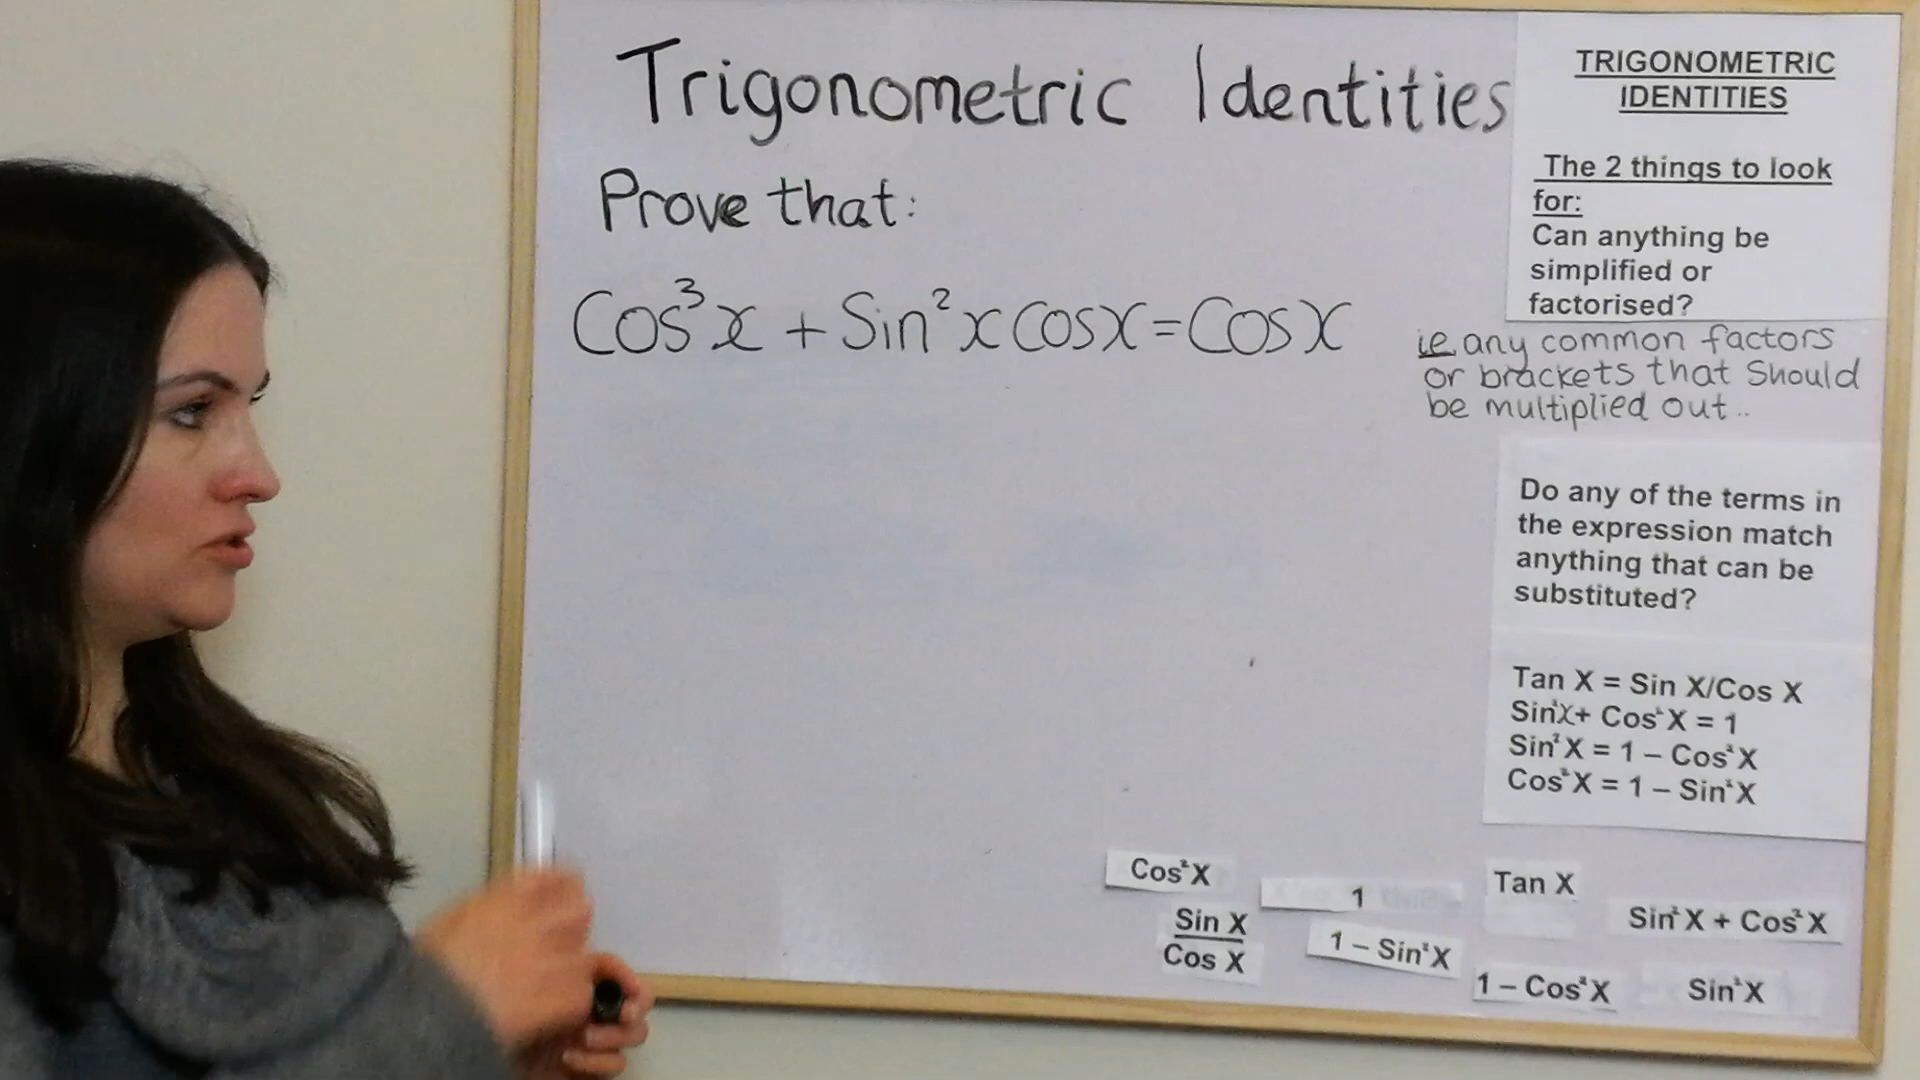 Trigonometric Identities
Prove that:
Cos³x + Sin²x cosx = Cosx
TRIGONOMETRIC
IDENTITIES
The 2 things to look
for:
Can anything be
simplified or
factorised?
ie. any common factors
or brackets that should
be multiplied out..
Do any of the terms in
the expression match
anything that can be
substituted?
Tan X = Sin X/Cos X
Sin²X+ Cos²X = 1
Sin²X = 1 – Cos²X
Cos²X = 1 – Sin²X
Cos²X
1
Tan X
Sin X
Cos X
1 – Sin²X
Sin²X + Cos²X
1 – Cos²X
Sin²X